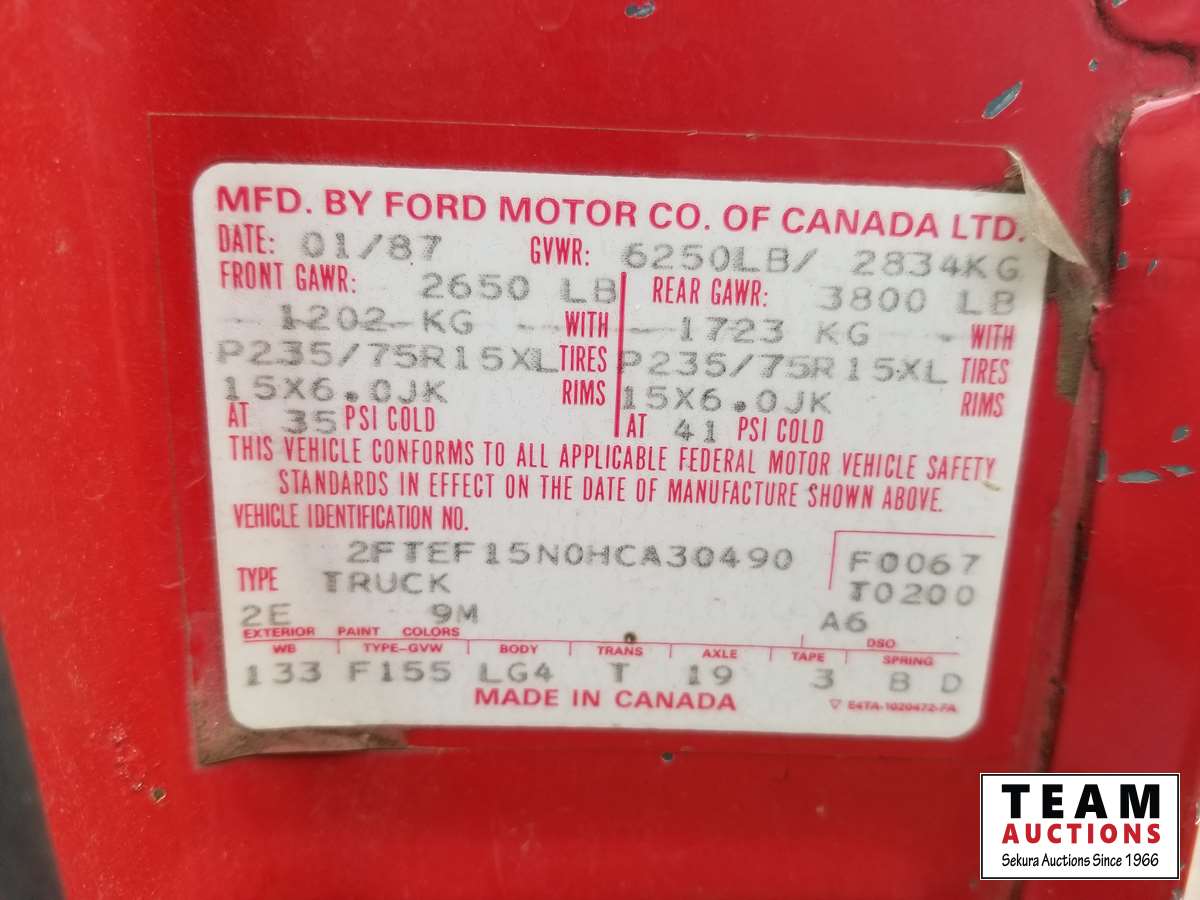 MFD. BY FORD MOTOR CO. OF CANADA LTD.
DATE: 01/87 GVWR: 6250LB/ 2834KG
FRONT GAWR: 2650 LB REAR GAWR: 3800 LB
1202 KG WITH 1723 KG WITH
P235/75R15XL TIRES P235/75R15XL TIRES
15X6.0JK RIMS 15X6.0JK RIMS
AT 35 PSI COLD AT 41 PSI COLD
THIS VEHICLE CONFORMS TO ALL APPLICABLE FEDERAL MOTOR VEHICLE SAFETY
STANDARDS IN EFFECT ON THE DATE OF MANUFACTURE SHOWN ABOVE.
VEHICLE IDENTIFICATION NO.
2FTEF15N0HCA30490 F0067
TYPE TRUCK T0200
2E 9M A6
EXTERIOR PAINT COLORS DSO
WB TYPE-GVW BODY TRANS AXLE TAPE SPRING
133 F155 LG4 T 19 3 B D
MADE IN CANADA ▽ E4TA-1020472-FA
TEAM
AUCTIONS
Sekura Auctions Since 1966